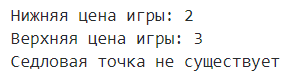 Нижняя цена игры: 2
Верхняя цена игры: 3
Седловая точка не существует